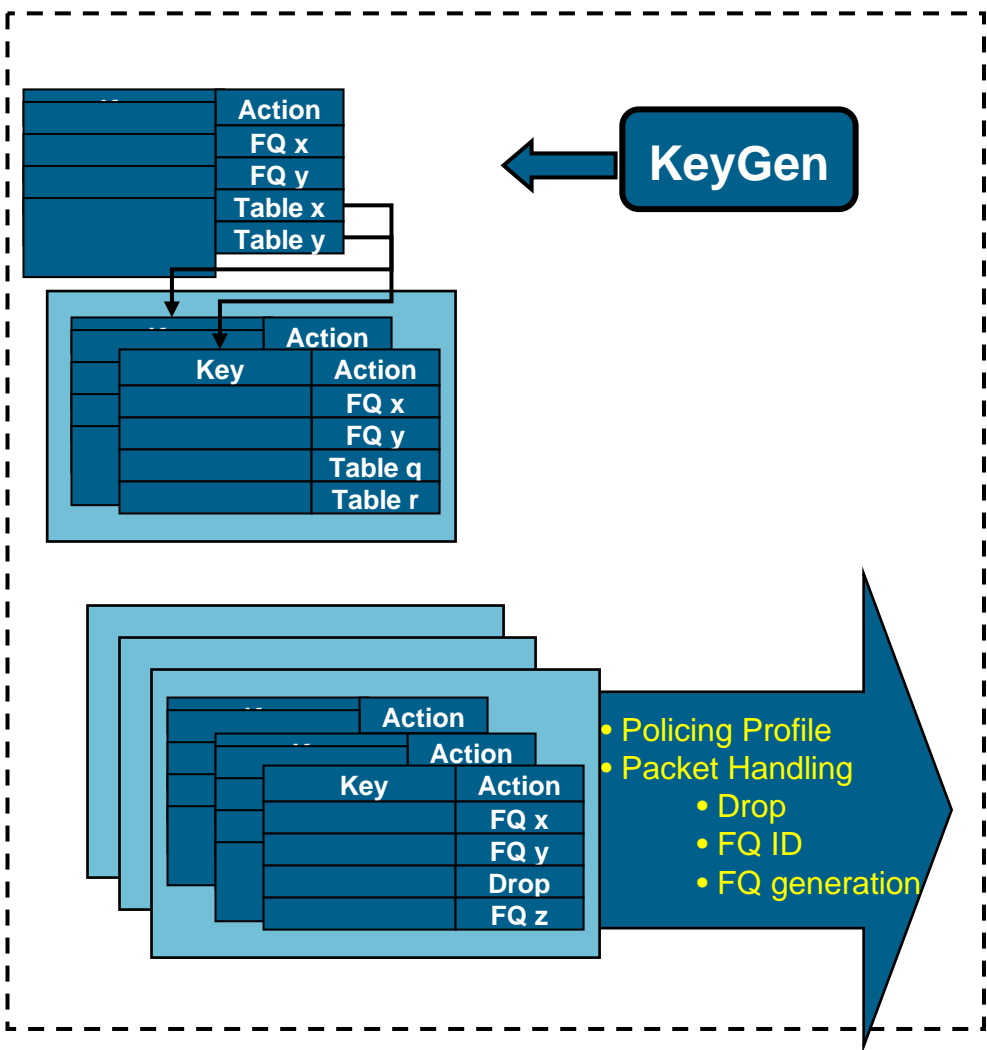 Action
FQ x
FQ y
Table x
Table y
KeyGen
Action
Key Action
FQ x
FQ y
Table q
Table r
Action
Action
Key Action
FQ x
FQ y
Drop
FQ z
• Policing Profile
• Packet Handling
• Drop
• FQ ID
• FQ generation